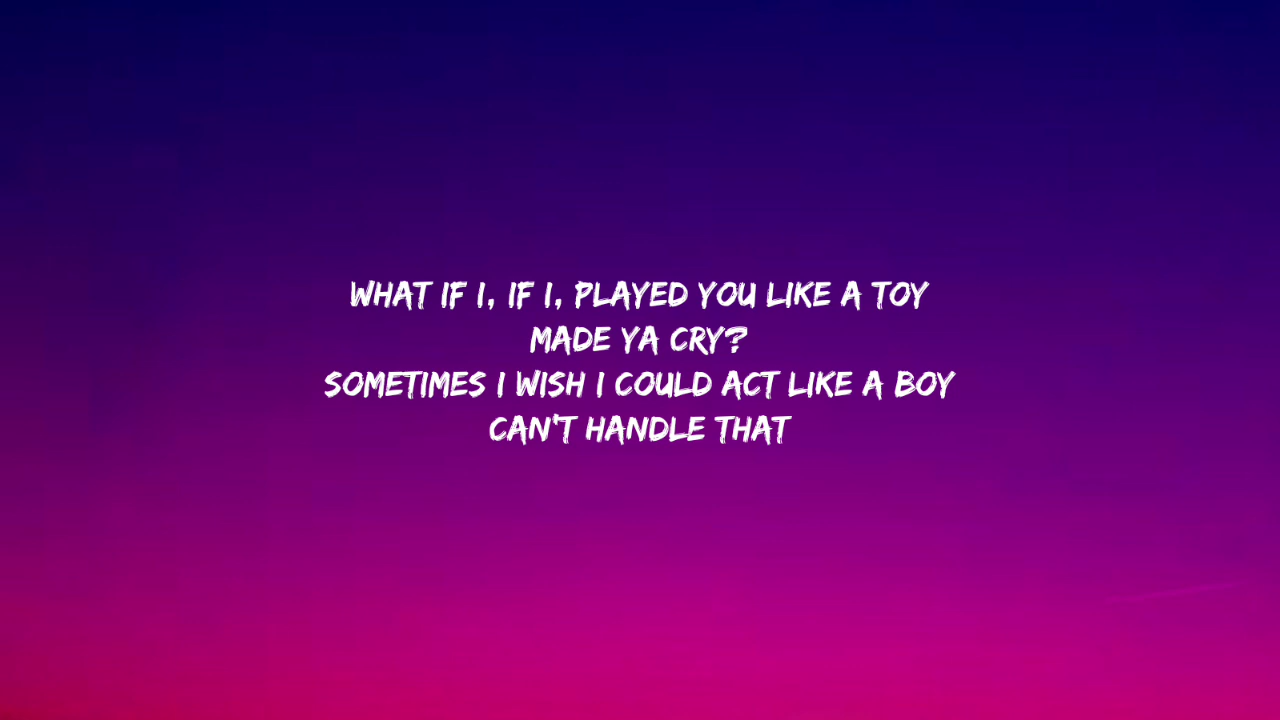 WHAT IF I, IF I, PLAYED YOU LIKE A TOY
MADE YA CRY?
SOMETIMES I WISH I COULD ACT LIKE A BOY
CAN'T HANDLE THAT